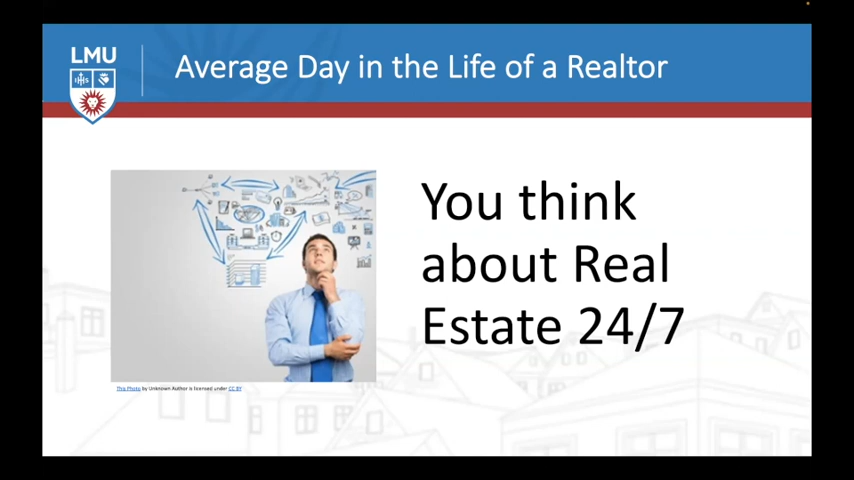 LMU
IHS
Average Day in the Life of a Realtor
You think
about Real
Estate 24/7
This Photo by Unknown Author is licensed under CC BY